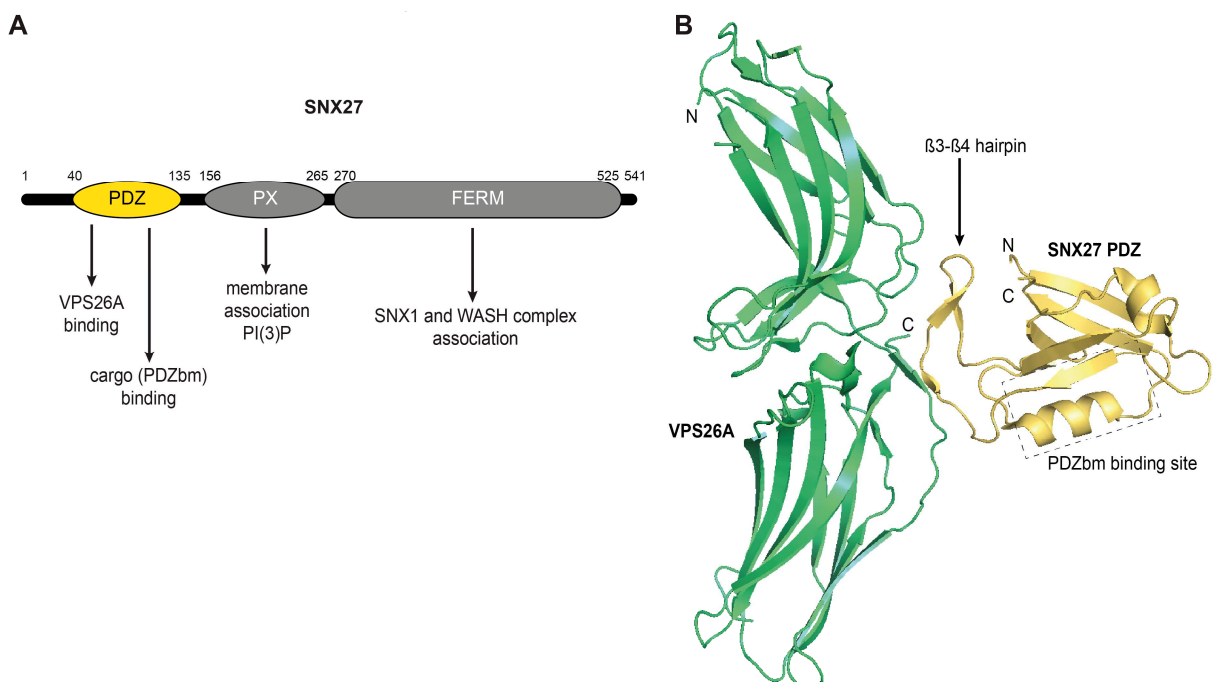 A
SNX27
1 40 135 156 265 270 525 541
PDZ PX FERM
VPS26A
binding
cargo (PDZbm)
binding
membrane
association
PI(3)P
SNX1 and WASH complex
association
B
N
ß3-ß4 hairpin
N
SNX27 PDZ
C
C
VPS26A
PDZbm binding site